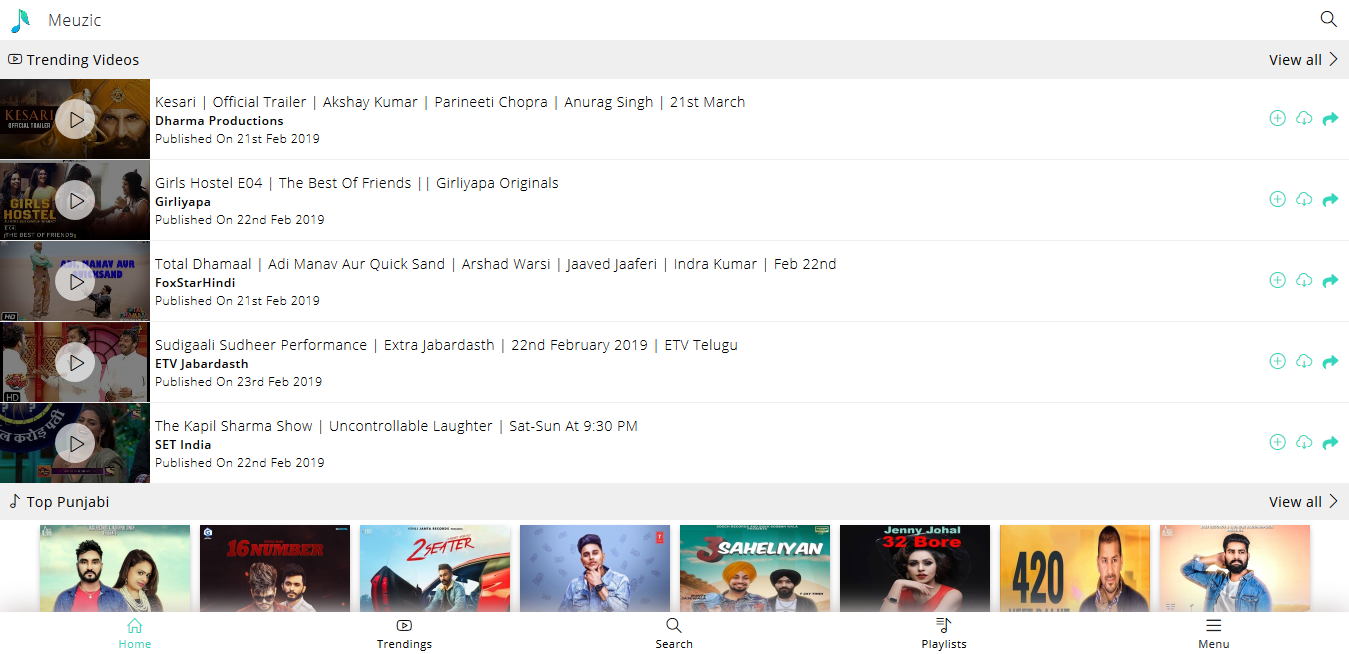 Meuzic
Trending Videos
View all
KESARI
OFFICIAL TRAILER
Kesari | Official Trailer | Akshay Kumar | Parineeti Chopra | Anurag Singh | 21st March
Dharma Productions
Published On 21st Feb 2019
GIRLS
HOSTEL
E04
(THE BEST OF FRIENDS)
Girls Hostel E04 | The Best Of Friends || Girliyapa Originals
Girliyapa
Published On 22nd Feb 2019
ADI MANAV AUR
QUICKSAND
HD
Total Dhamaal | Adi Manav Aur Quick Sand | Arshad Warsi | Jaaved Jaaferi | Indra Kumar | Feb 22nd
FoxStarHindi
Published On 21st Feb 2019
HD
Sudigaali Sudheer Performance | Extra Jabardasth | 22nd February 2019 | ETV Telugu
ETV Jabardasth
Published On 23rd Feb 2019
The Kapil Sharma Show | Uncontrollable Laughter | Sat-Sun At 9:30 PM
SET India
Published On 22nd Feb 2019
Top Punjabi
View all
16 NUMBER
2 SEATER
3 SAHELIYAN
Jenny Johal
32 Bore
420
Home
Trendings
Search
Playlists
Menu